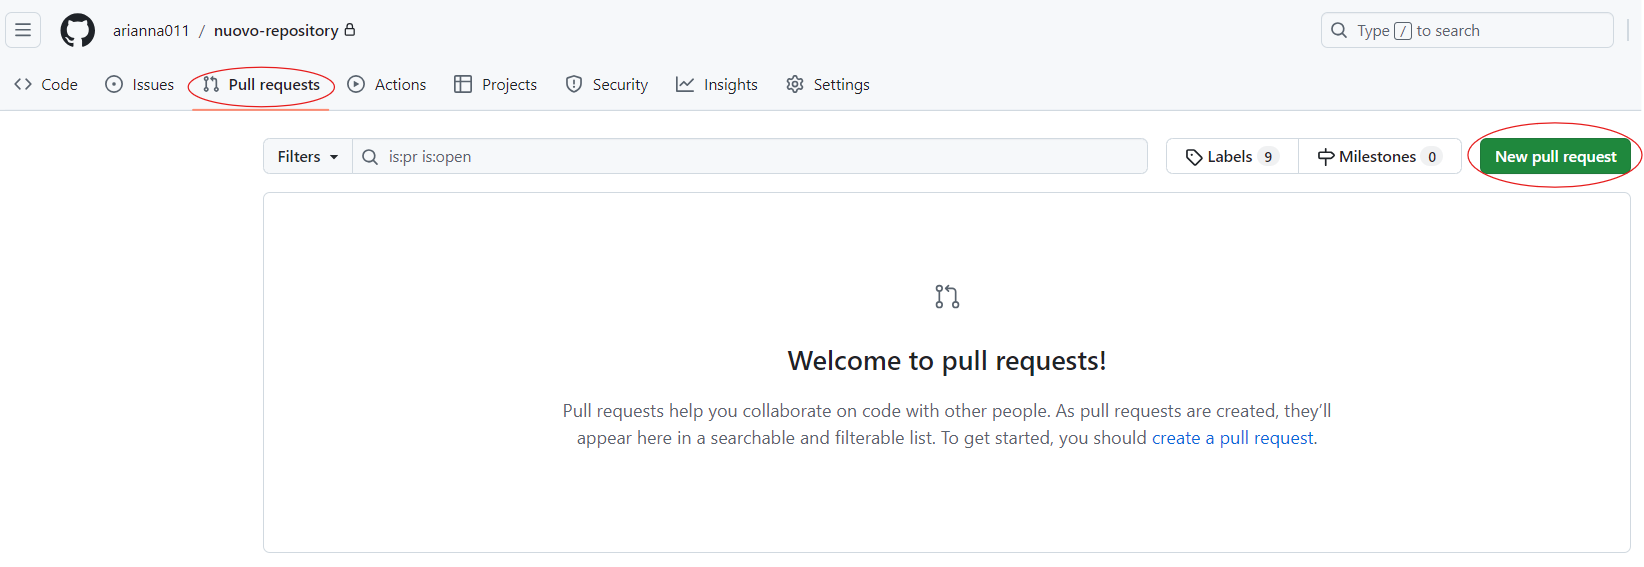 arianna011 / nuovo-repository
Type / to search
Code Issues Pull requests Actions Projects Security Insights Settings
Filters is:pr is:open Labels 9 Milestones 0 New pull request
Welcome to pull requests!
Pull requests help you collaborate on code with other people. As pull requests are created, they’ll
appear here in a searchable and filterable list. To get started, you should create a pull request.